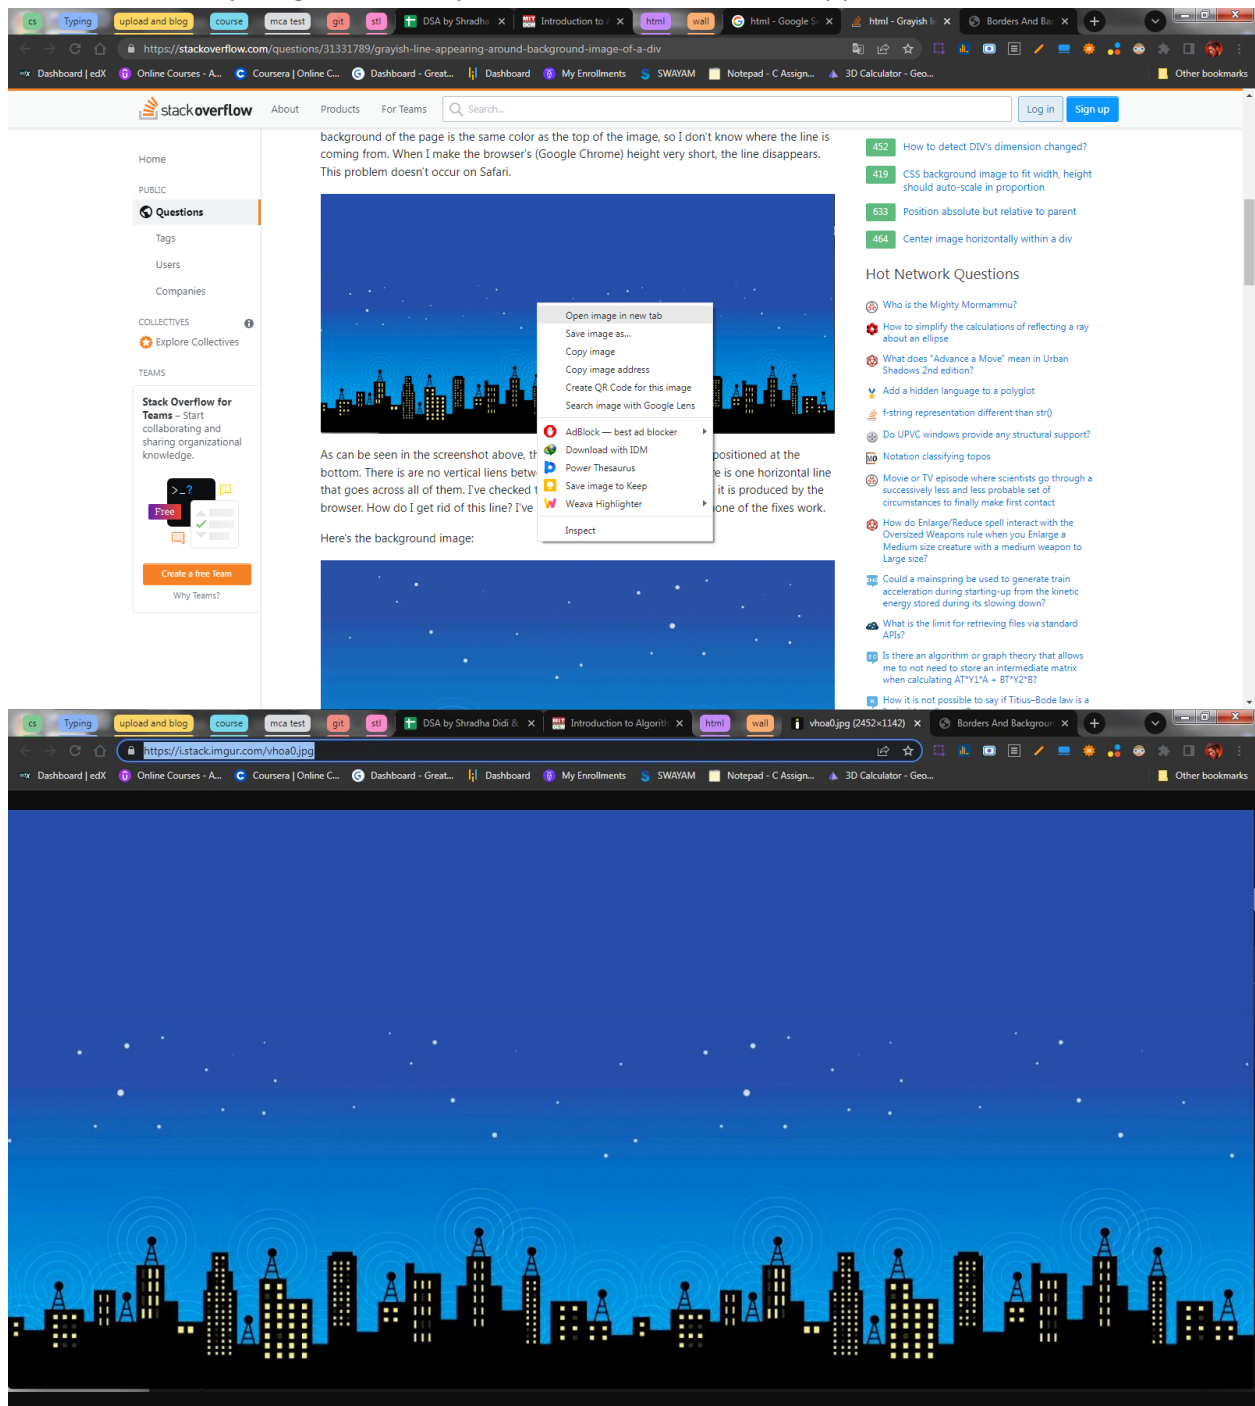 cs Typing upload and blog course mca test git stl DSA by Shradha Introduction to html wall html - Google html - Grayish Borders And
https://stackoverflow.com/questions/31331789/grayish-line-appearing-around-background-image-of-a-div
Dashboard | edX Online Courses - A... Coursera | Online C... Dashboard - Great... Dashboard My Enrollments SWAYAM Notepad - C Assign... 3D Calculator - Geo... Other bookmarks
stackoverflow About Products For Teams Search... Log in Sign up
Home
PUBLIC
Questions
Tags
Users
Companies
COLLECTIVES
Explore Collectives
TEAMS
Stack Overflow for
Teams – Start
collaborating and
sharing organizational
knowledge.
>_?
Free
Create a free Team
Why Teams?
background of the page is the same color as the top of the image, so I don't know where the line is
coming from. When I make the browser's (Google Chrome) height very short, the line disappears.
This problem doesn't occur on Safari.
Open image in new tab
Save image as...
Copy image
Copy image address
Create QR Code for this image
Search image with Google Lens
AdBlock — best ad blocker
Download with IDM
Power Thesaurus
Save image to Keep
Weava Highlighter
Inspect
As can be seen in the screenshot above, positioned at the
bottom. There is are no vertical liens is one horizontal line
that goes across all of them. I've checked it is produced by the
browser. How do I get rid of this line? I've of the fixes work.
Here's the background image:
452 How to detect DIV's dimension changed?
419 CSS background image to fit width, height
should auto-scale in proportion
633 Position absolute but relative to parent
464 Center image horizontally within a div
Hot Network Questions
Who is the Mighty Mormammu?
How to simplify the calculations of reflecting a ray
about an ellipse
What does "Advance a Move" mean in Urban
Shadows 2nd edition?
Add a hidden language to a polyglot
f-string representation different than str()
Do UPVC windows provide any structural support?
MO Notation classifying topos
Movie or TV episode where scientists go through a
successively less and less probable set of
circumstances to finally make first contact
How do Enlarge/Reduce spell interact with the
Oversized Weapons rule when you Enlarge a
Medium size creature with a medium weapon to
Large size?
Could a mainspring be used to generate train
acceleration during starting-up from the kinetic
energy stored during its slowing down?
What is the limit for retrieving files via standard
APIs?
Is there an algorithm or graph theory that allows
me to not need to store an intermediate matrix
when calculating AT*Y1*A + BT*Y2*B?
How it is not possible to say if Titius–Bode law is a
cs Typing upload and blog course mca test git stl DSA by Shradha Didi & Introduction to Algorith html wall vhoa0.jpg (2452×1142) Borders And Backgroun
https://i.stack.imgur.com/vhoa0.jpg
Dashboard | edX Online Courses - A... Coursera | Online C... Dashboard - Great... Dashboard My Enrollments SWAYAM Notepad - C Assign... 3D Calculator - Geo... Other bookmarks